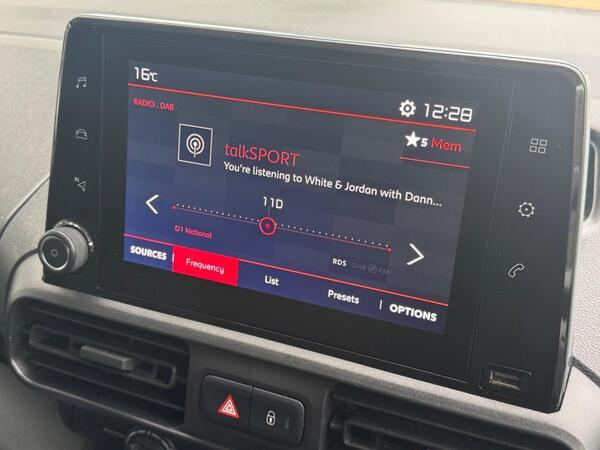 16°C
12:28
RADIO . DAB
★5 Mem
talkSPORT
You're listening to White & Jordan with Dann...
11D
D1 National
RDS DAB FM
SOURCES Frequency List Presets OPTIONS
N